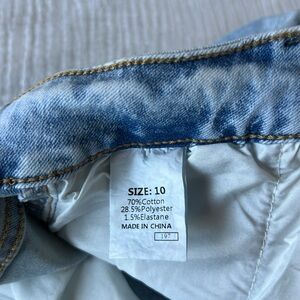 SIZE: 10
70%Cotton
28.5%Polyester
1.5%Elastane
MADE IN CHINA